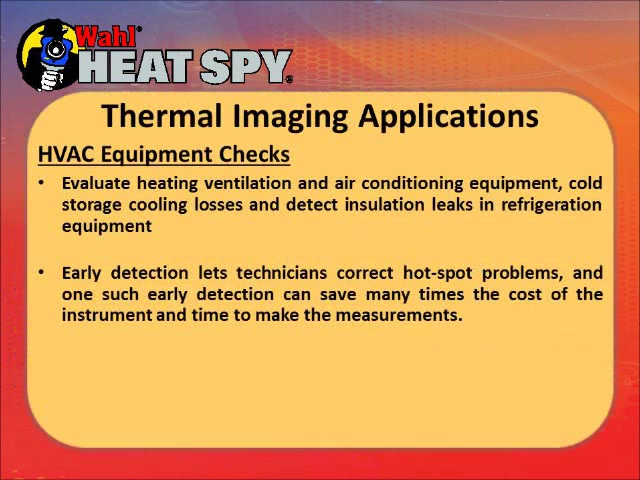 Wahl®
HEAT SPY®
Thermal Imaging Applications
HVAC Equipment Checks
• Evaluate heating ventilation and air conditioning equipment, cold
storage cooling losses and detect insulation leaks in refrigeration
equipment
• Early detection lets technicians correct hot-spot problems, and
one such early detection can save many times the cost of the
instrument and time to make the measurements.